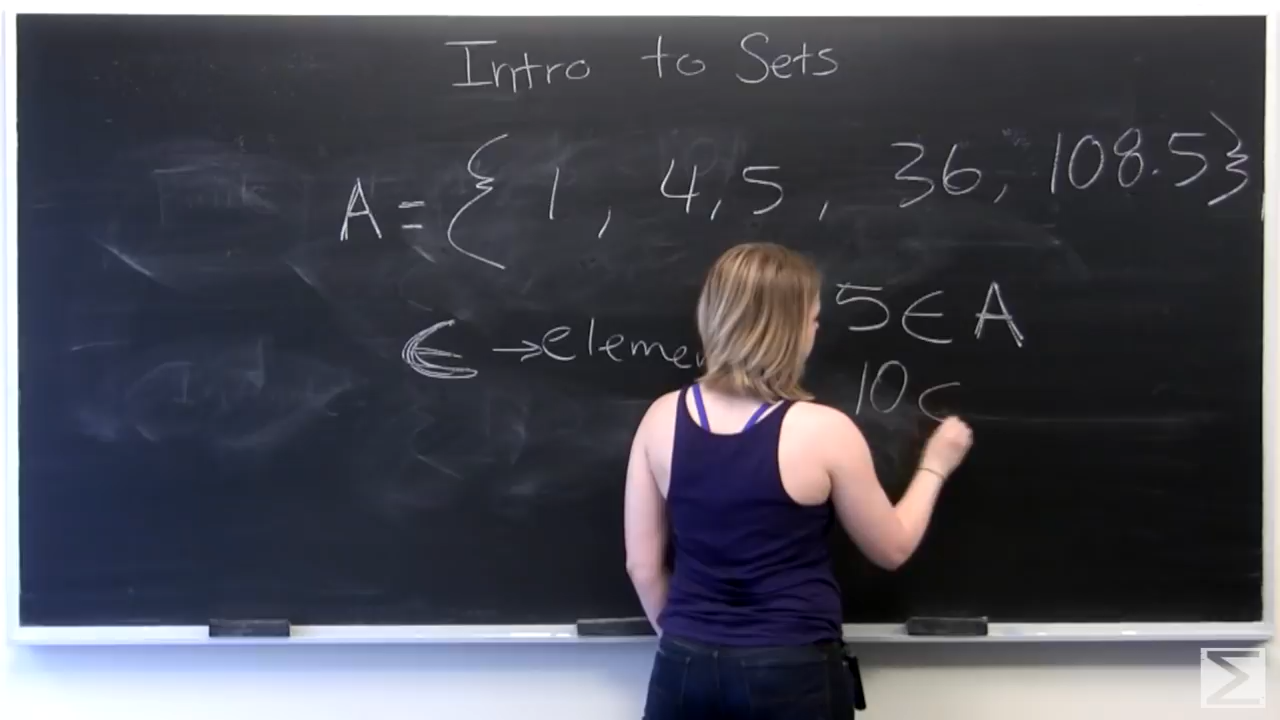 Intro to Sets
A = { 1 , 4 , 5 , 36 , 108.5 }
∈ → elemen
5 ∈ A
10